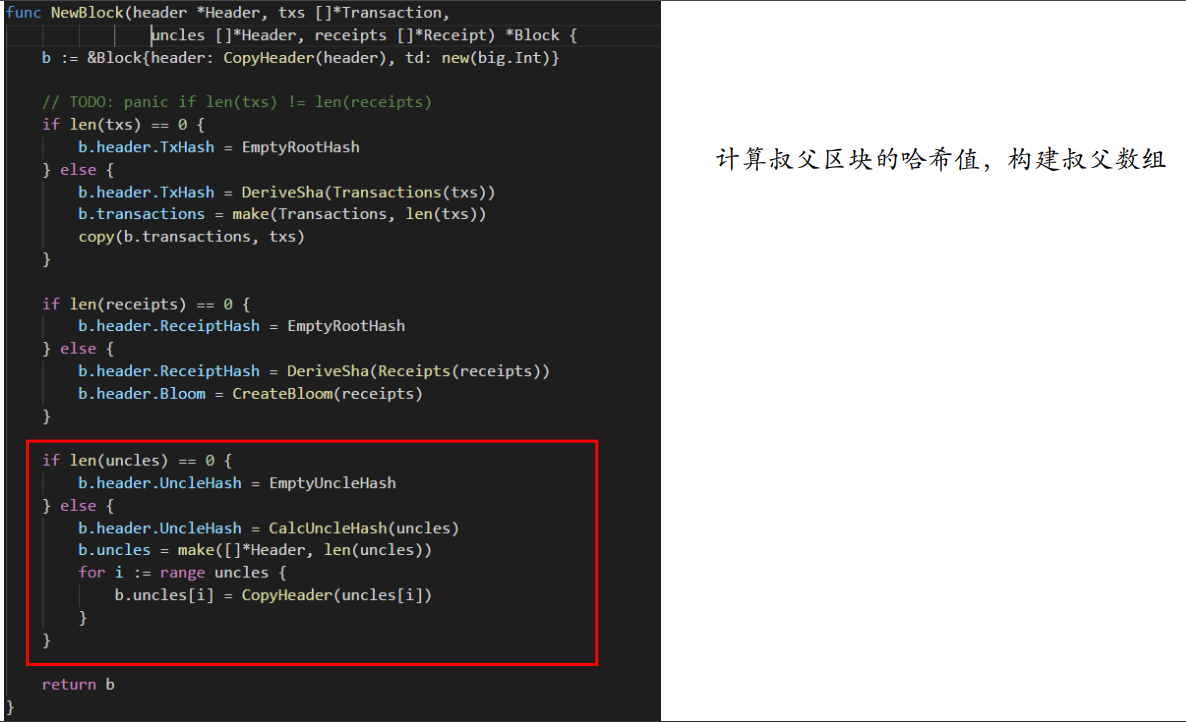 func NewBlock(header *Header, txs []*Transaction,
uncles []*Header, receipts []*Receipt) *Block {
b := &Block{header: CopyHeader(header), td: new(big.Int)}
// TODO: panic if len(txs) != len(receipts)
if len(txs) == 0 {
b.header.TxHash = EmptyRootHash
} else {
b.header.TxHash = DeriveSha(Transactions(txs))
b.transactions = make(Transactions, len(txs))
copy(b.transactions, txs)
}
if len(receipts) == 0 {
b.header.ReceiptHash = EmptyRootHash
} else {
b.header.ReceiptHash = DeriveSha(Receipts(receipts))
b.header.Bloom = CreateBloom(receipts)
}
if len(uncles) == 0 {
b.header.UncleHash = EmptyUncleHash
} else {
b.header.UncleHash = CalcUncleHash(uncles)
b.uncles = make([]*Header, len(uncles))
for i := range uncles {
b.uncles[i] = CopyHeader(uncles[i])
}
}
return b
}
计算叔父区块的哈希值，构建叔父数组